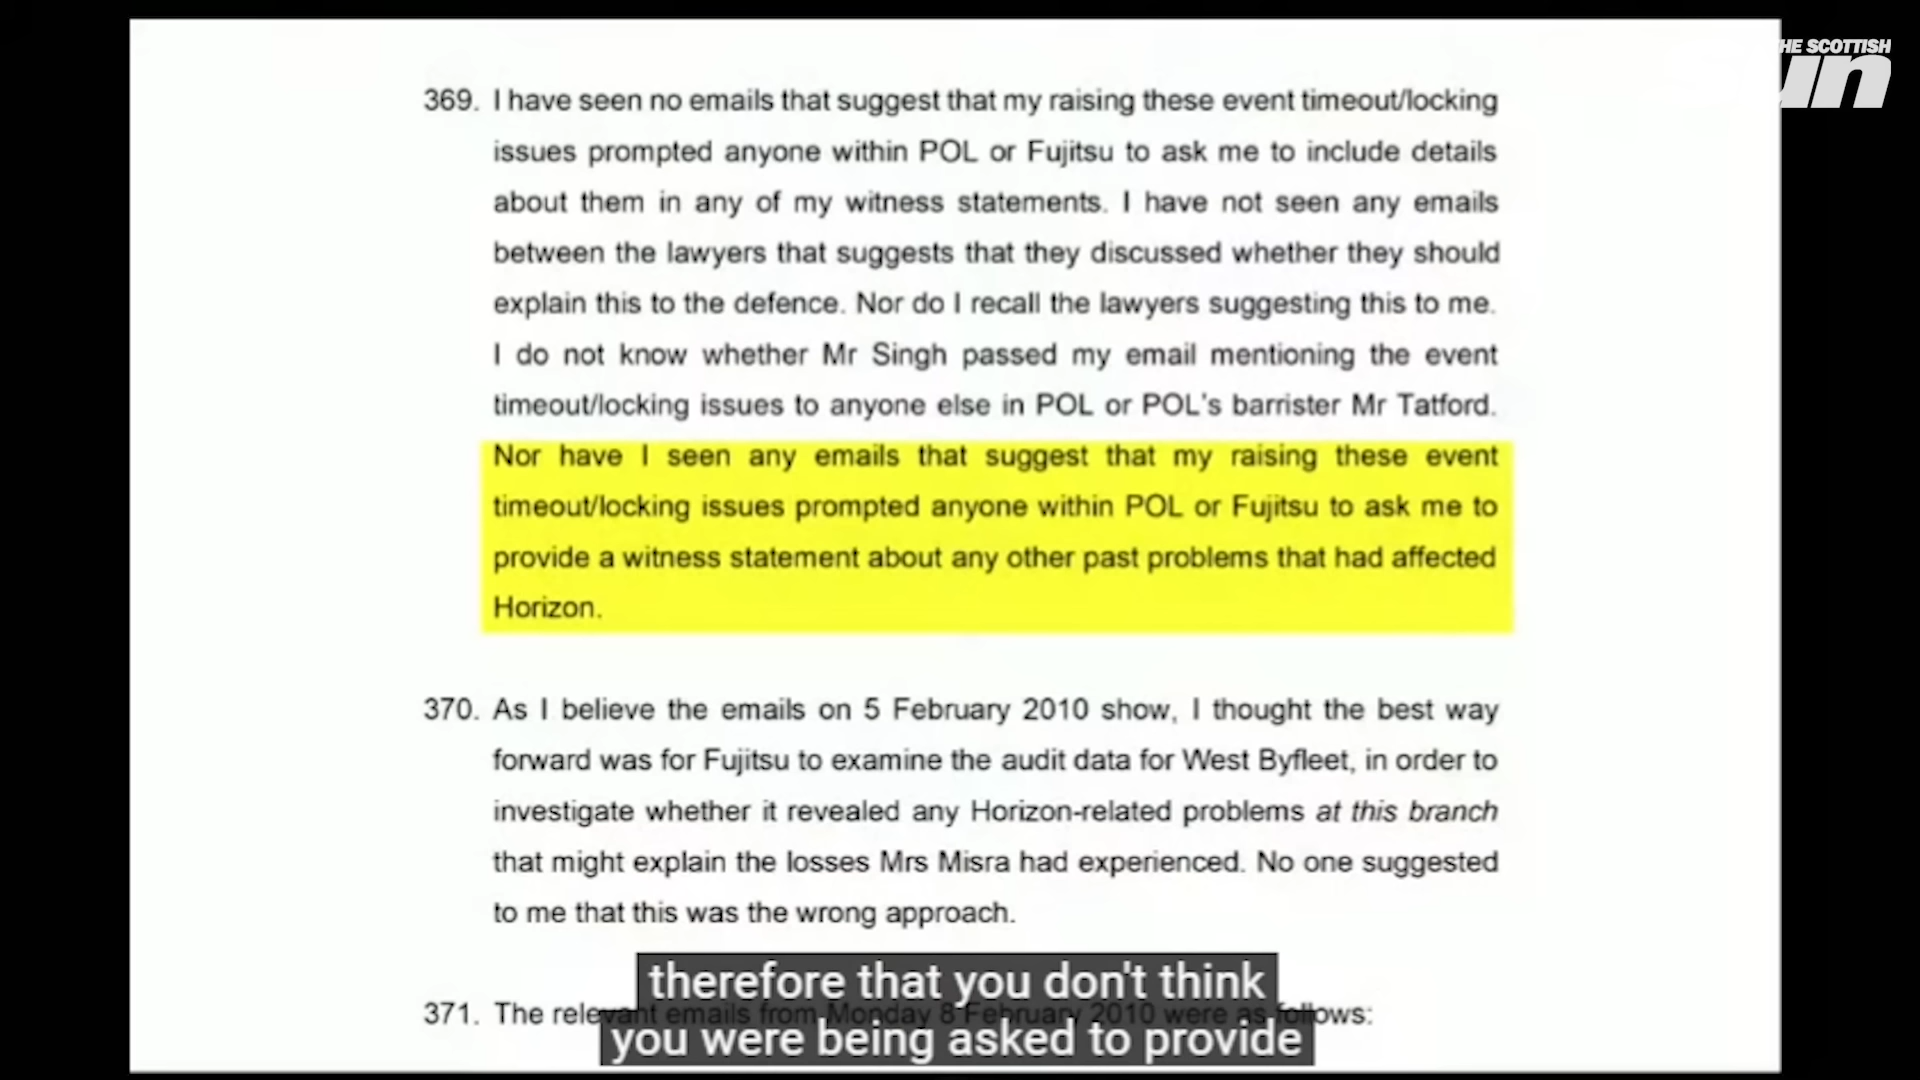 THE SCOTTISH
Sun
369. I have seen no emails that suggest that my raising these event timeout/locking
issues prompted anyone within POL or Fujitsu to ask me to include details
about them in any of my witness statements. I have not seen any emails
between the lawyers that suggests that they discussed whether they should
explain this to the defence. Nor do I recall the lawyers suggesting this to me.
I do not know whether Mr Singh passed my email mentioning the event
timeout/locking issues to anyone else in POL or POL's barrister Mr Tatford.
Nor have I seen any emails that suggest that my raising these event
timeout/locking issues prompted anyone within POL or Fujitsu to ask me to
provide a witness statement about any other past problems that had affected
Horizon.
370. As I believe the emails on 5 February 2010 show, I thought the best way
forward was for Fujitsu to examine the audit data for West Byfleet, in order to
investigate whether it revealed any Horizon-related problems at this branch
that might explain the losses Mrs Misra had experienced. No one suggested
to me that this was the wrong approach.
371. The relevant emails from Monday 8 February 2010 were as follows:
therefore that you don't think
you were being asked to provide